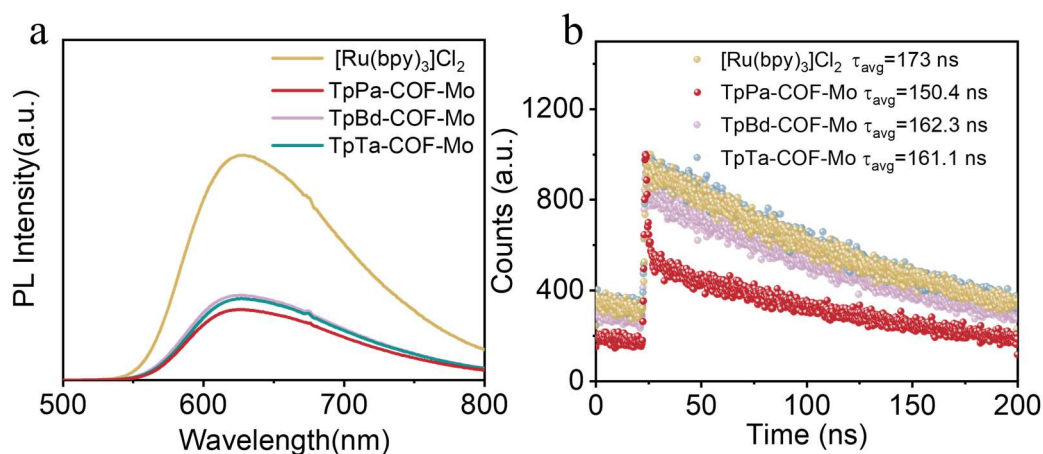 a
[Ru(bpy)₃]Cl₂
TpPa-COF-Mo
TpBd-COF-Mo
TpTa-COF-Mo
PL Intensity(a.u.)
500 600 700 800
Wavelength(nm)
b
[Ru(bpy)₃]Cl₂ τavg=173 ns
TpPa-COF-Mo τavg=150.4 ns
TpBd-COF-Mo τavg=162.3 ns
TpTa-COF-Mo τavg=161.1 ns
Counts (a.u.)
1200
800
400
0
0 50 100 150 200
Time (ns)